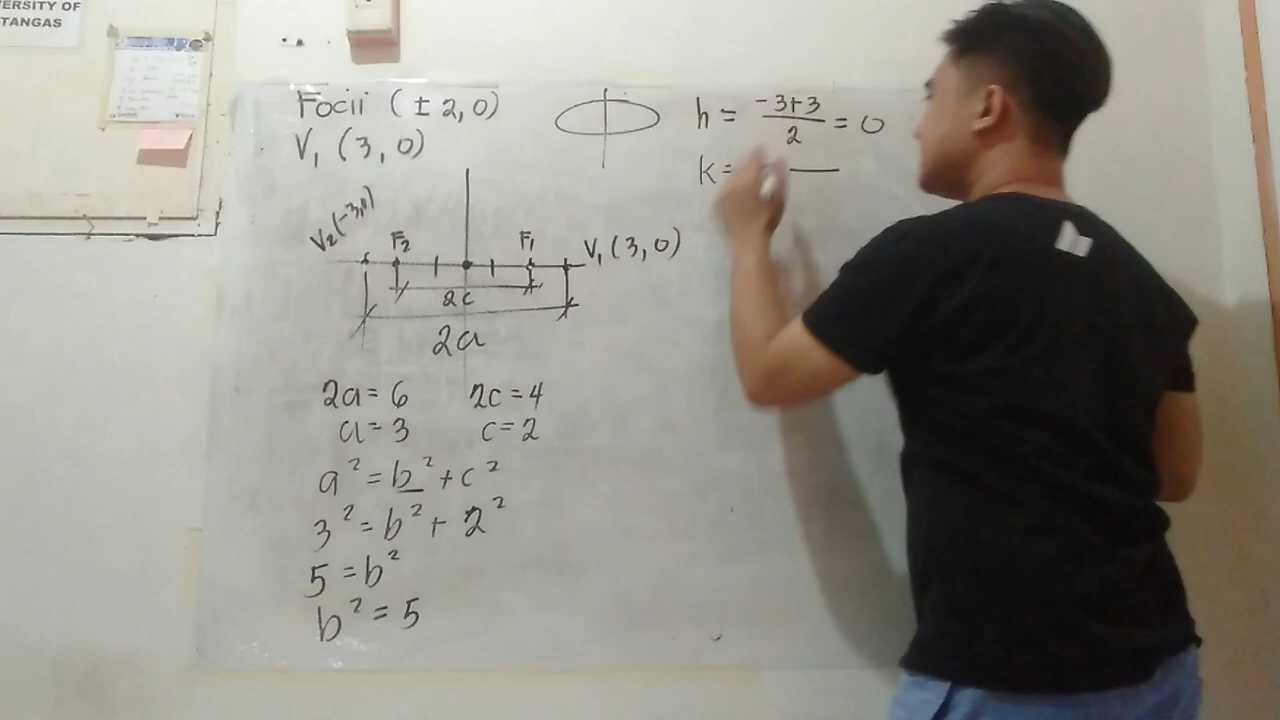 ERSITY OF
TANGAS
Focii (± 2, 0)
V₁ (3, 0)
V₂ (-3,0)
F₂
F₁
V₁ (3, 0)
2c
2a
2a = 6
2c = 4
a = 3
c = 2
a² = b² + c²
3² = b² + 2²
5 = b²
b² = 5
h = (-3+3)/2 = 0
k =